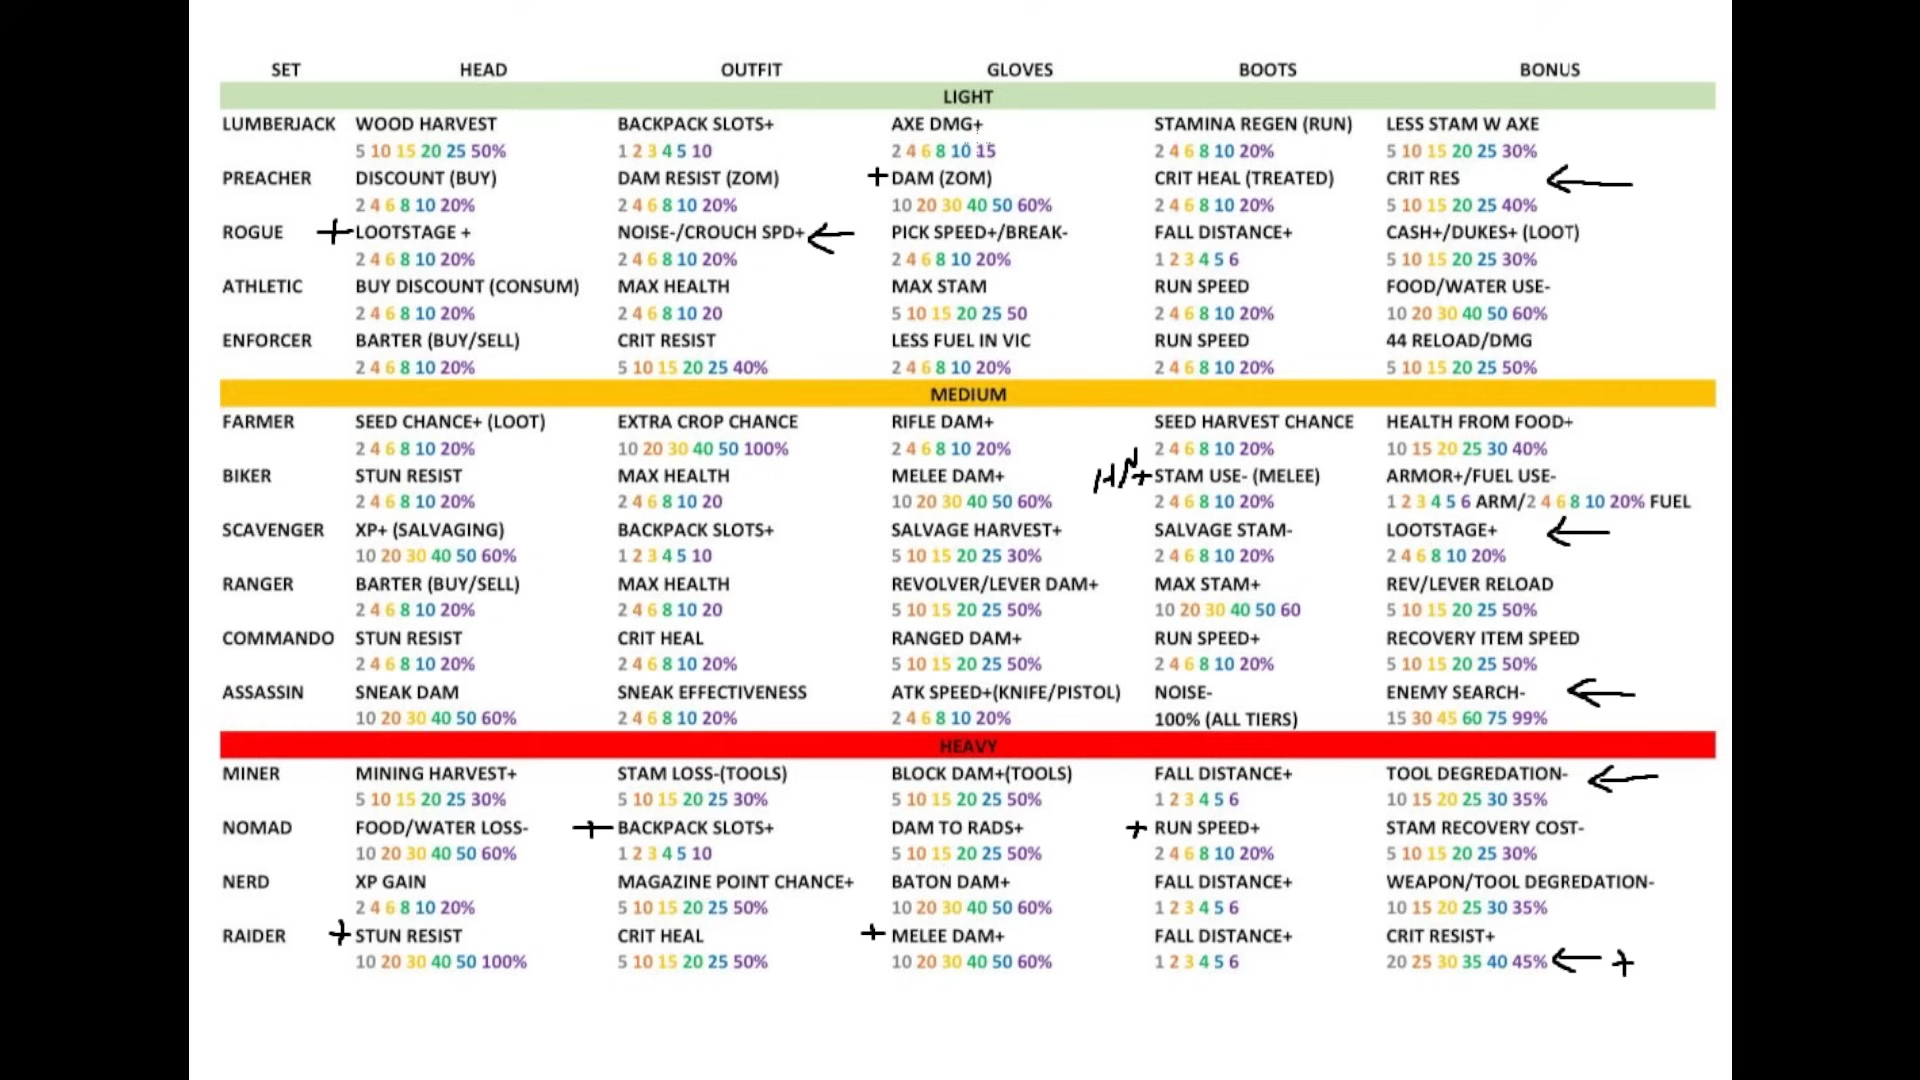 SET HEAD OUTFIT GLOVES BOOTS BONUS
LIGHT
LUMBERJACK WOOD HARVEST BACKPACK SLOTS+ AXE DMG+ STAMINA REGEN (RUN) LESS STAM W AXE
5 10 15 20 25 50% 1 2 3 4 5 10 2 4 6 8 10 15 2 4 6 8 10 20% 5 10 15 20 25 30%
PREACHER DISCOUNT (BUY) DAM RESIST (ZOM) + DAM (ZOM) CRIT HEAL (TREATED) CRIT RES
2 4 6 8 10 20% 2 4 6 8 10 20% 10 20 30 40 50 60% 2 4 6 8 10 20% 5 10 15 20 25 40%
ROGUE + LOOTSTAGE + NOISE-/CROUCH SPD+ PICK SPEED+/BREAK- FALL DISTANCE+ CASH+/DUKES+ (LOOT)
2 4 6 8 10 20% 2 4 6 8 10 20% 2 4 6 8 10 20% 1 2 3 4 5 6 5 10 15 20 25 30%
ATHLETIC BUY DISCOUNT (CONSUM) MAX HEALTH MAX STAM RUN SPEED FOOD/WATER USE-
2 4 6 8 10 20% 2 4 6 8 10 20 5 10 15 20 25 50 2 4 6 8 10 20% 10 20 30 40 50 60%
ENFORCER BARTER (BUY/SELL) CRIT RESIST LESS FUEL IN VIC RUN SPEED 44 RELOAD/DMG
2 4 6 8 10 20% 5 10 15 20 25 40% 2 4 6 8 10 20% 2 4 6 8 10 20% 5 10 15 20 25 50%
MEDIUM
FARMER SEED CHANCE+ (LOOT) EXTRA CROP CHANCE RIFLE DAM+ SEED HARVEST CHANCE HEALTH FROM FOOD+
2 4 6 8 10 20% 10 20 30 40 50 100% 2 4 6 8 10 20% 2 4 6 8 10 20% 10 15 20 25 30 40%
BIKER STUN RESIST MAX HEALTH MELEE DAM+ + STAM USE- (MELEE) ARMOR+/FUEL USE-
2 4 6 8 10 20% 2 4 6 8 10 20 10 20 30 40 50 60% 2 4 6 8 10 20% 1 2 3 4 5 6 ARM/2 4 6 8 10 20% FUEL
SCAVENGER XP+ (SALVAGING) BACKPACK SLOTS+ SALVAGE HARVEST+ SALVAGE STAM- LOOTSTAGE+
10 20 30 40 50 60% 1 2 3 4 5 10 5 10 15 20 25 30% 2 4 6 8 10 20% 2 4 6 8 10 20%
RANGER BARTER (BUY/SELL) MAX HEALTH REVOLVER/LEVER DAM+ MAX STAM+ REV/LEVER RELOAD
2 4 6 8 10 20% 2 4 6 8 10 20 5 10 15 20 25 50% 10 20 30 40 50 60 5 10 15 20 25 50%
COMMANDO STUN RESIST CRIT HEAL RANGED DAM+ RUN SPEED+ RECOVERY ITEM SPEED
2 4 6 8 10 20% 2 4 6 8 10 20% 5 10 15 20 25 50% 2 4 6 8 10 20% 5 10 15 20 25 50%
ASSASSIN SNEAK DAM SNEAK EFFECTIVENESS ATK SPEED+(KNIFE/PISTOL) NOISE- ENEMY SEARCH-
10 20 30 40 50 60% 2 4 6 8 10 20% 2 4 6 8 10 20% 100% (ALL TIERS) 15 30 45 60 75 99%
HEAVY
MINER MINING HARVEST+ STAM LOSS-(TOOLS) BLOCK DAM+(TOOLS) FALL DISTANCE+ TOOL DEGREDATION-
5 10 15 20 25 30% 5 10 15 20 25 30% 5 10 15 20 25 50% 1 2 3 4 5 6 10 15 20 25 30 35%
NOMAD FOOD/WATER LOSS- + BACKPACK SLOTS+ DAM TO RADS+ + RUN SPEED+ STAM RECOVERY COST-
10 20 30 40 50 60% 1 2 3 4 5 10 5 10 15 20 25 50% 2 4 6 8 10 20% 5 10 15 20 25 30%
NERD XP GAIN MAGAZINE POINT CHANCE+ BATON DAM+ FALL DISTANCE+ WEAPON/TOOL DEGREDATION-
2 4 6 8 10 20% 5 10 15 20 25 50% 10 20 30 40 50 60% 1 2 3 4 5 6 10 15 20 25 30 35%
RAIDER + STUN RESIST CRIT HEAL + MELEE DAM+ FALL DISTANCE+ CRIT RESIST+
10 20 30 40 50 100% 5 10 15 20 25 50% 10 20 30 40 50 60% 1 2 3 4 5 6 20 25 30 35 40 45% +